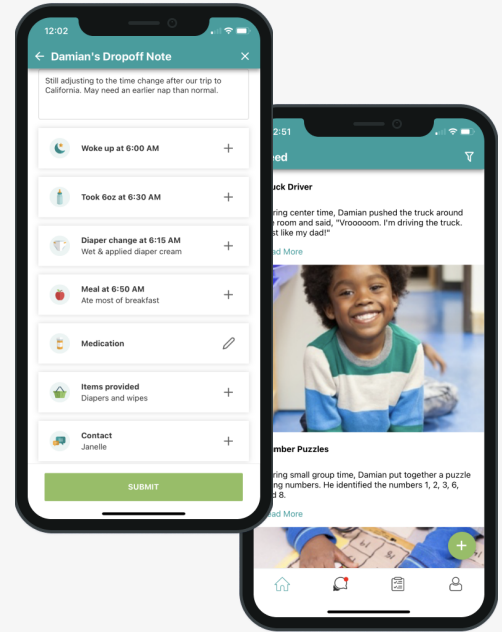 12:02
Damian's Dropoff Note
Still adjusting to the time change after our trip to
California. May need an earlier nap than normal.
Woke up at 6:00 AM
Took 6oz at 6:30 AM
Diaper change at 6:15 AM
Wet & applied diaper cream
Meal at 6:50 AM
Ate most of breakfast
Medication
Items provided
Diapers and wipes
Contact
Janelle
SUBMIT
2:51
eed
uck Driver
ring center time, Damian pushed the truck around
e room and said, "Vrooooom. I'm driving the truck.
st like my dad!"
ad More
mber Puzzles
ring small group time, Damian put together a puzzle
ng numbers. He identified the numbers 1, 2, 3, 6,
d 8.
ead More